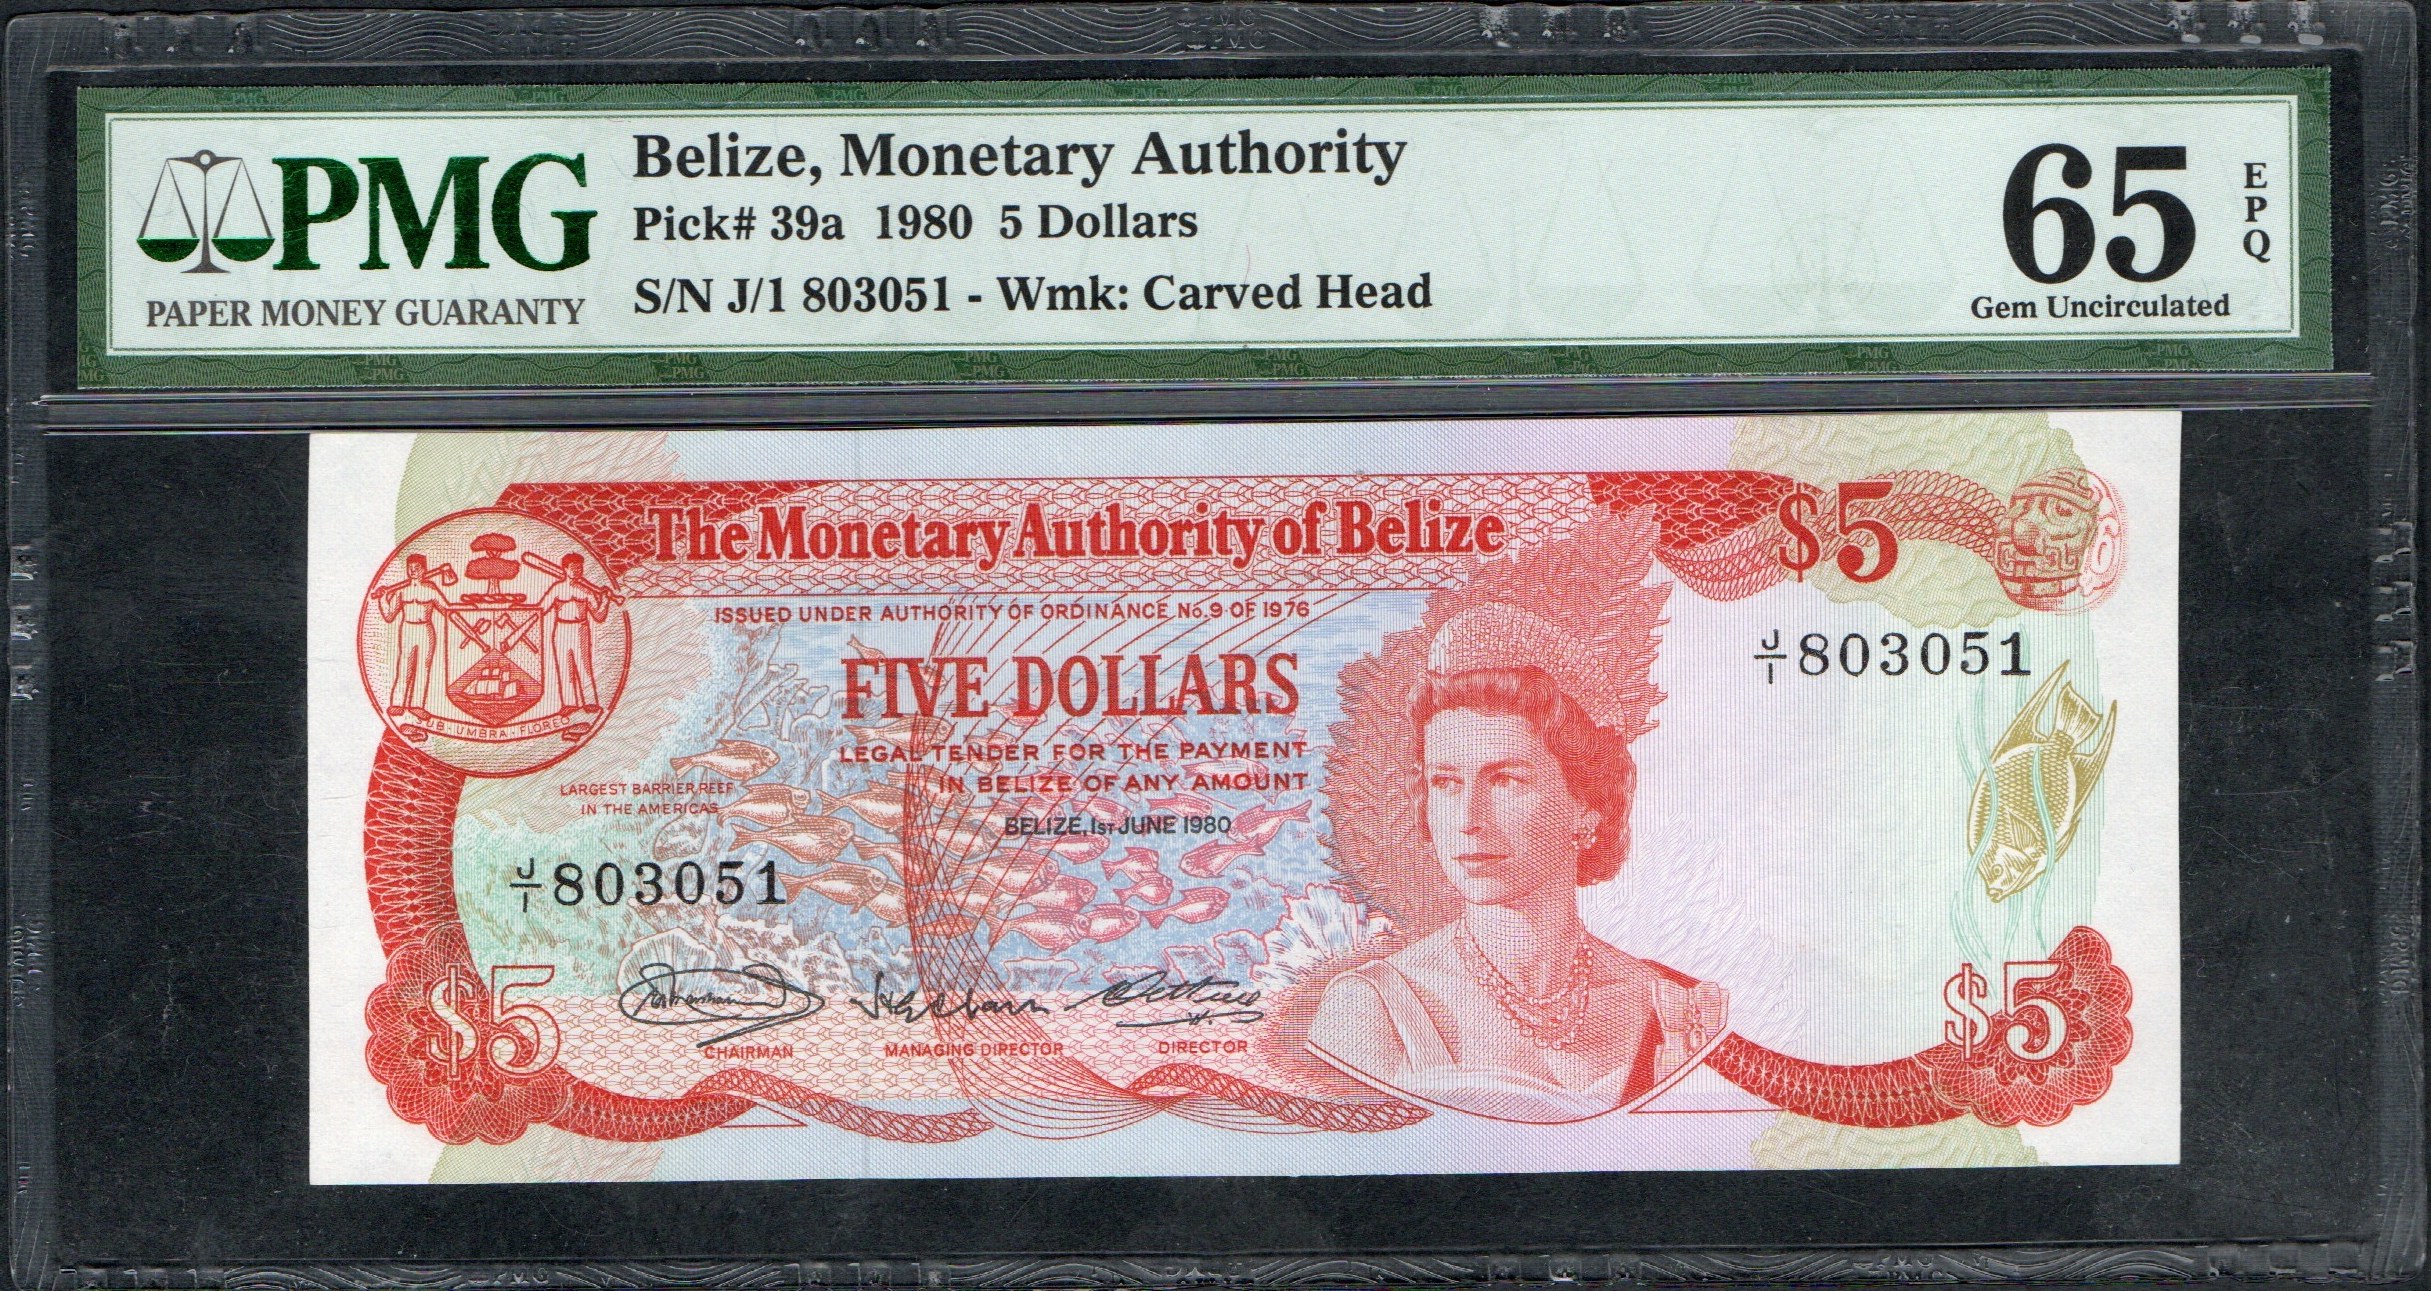 PMG
PAPER MONEY GUARANTY
Belize, Monetary Authority
Pick# 39a 1980 5 Dollars
S/N J/1 803051 - Wmk: Carved Head
65
EPQ
Gem Uncirculated
The Monetary Authority of Belize
$5
ISSUED UNDER AUTHORITY OF ORDINANCE No. 9 OF 1976
FIVE DOLLARS
J/1 803051
SUB·UMBRA·FLOREO
LEGAL TENDER FOR THE PAYMENT
IN BELIZE OF ANY AMOUNT
LARGEST BARRIER REEF
IN THE AMERICAS
BELIZE, 1ST JUNE 1980
J/1 803051
$5
$5
CHAIRMAN
MANAGING DIRECTOR
DIRECTOR